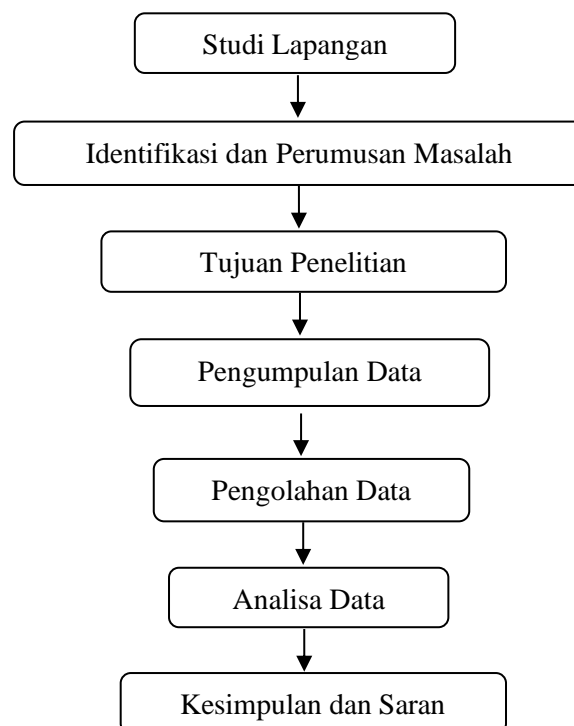 Studi Lapangan
Identifikasi dan Perumusan Masalah
Tujuan Penelitian
Pengumpulan Data
Pengolahan Data
Analisa Data
Kesimpulan dan Saran